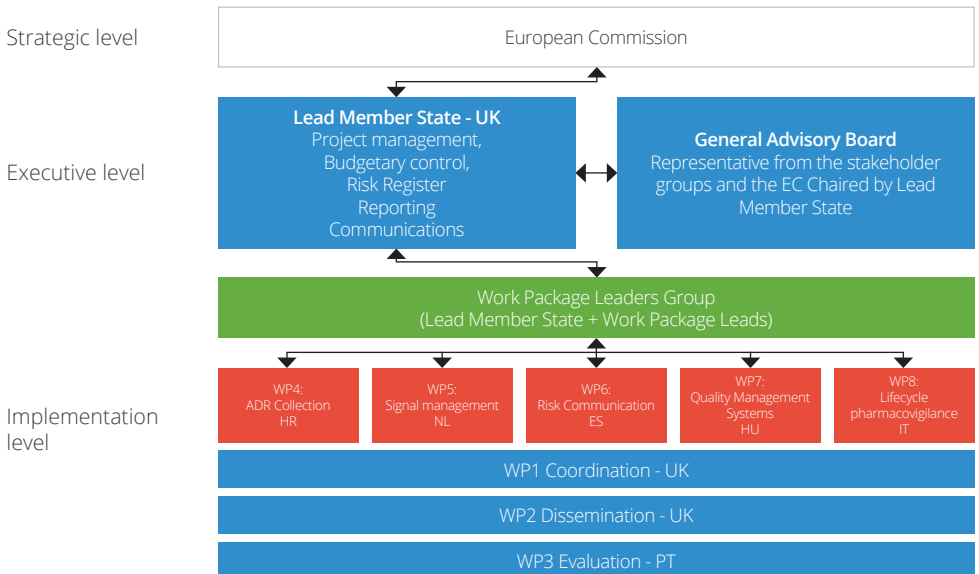 Strategic level
European Commission
Executive level
Lead Member State - UK
Project management,
Budgetary control,
Risk Register
Reporting
Communications
General Advisory Board
Representative from the stakeholder
groups and the EC Chaired by Lead
Member State
Work Package Leaders Group
(Lead Member State + Work Package Leads)
Implementation
level
WP4:
ADR Collection
HR
WP5:
Signal management
NL
WP6:
Risk Communication
ES
WP7:
Quality Management
Systems
HU
WP8:
Lifecycle
pharmacovigilance
IT
WP1 Coordination - UK
WP2 Dissemination - UK
WP3 Evaluation - PT